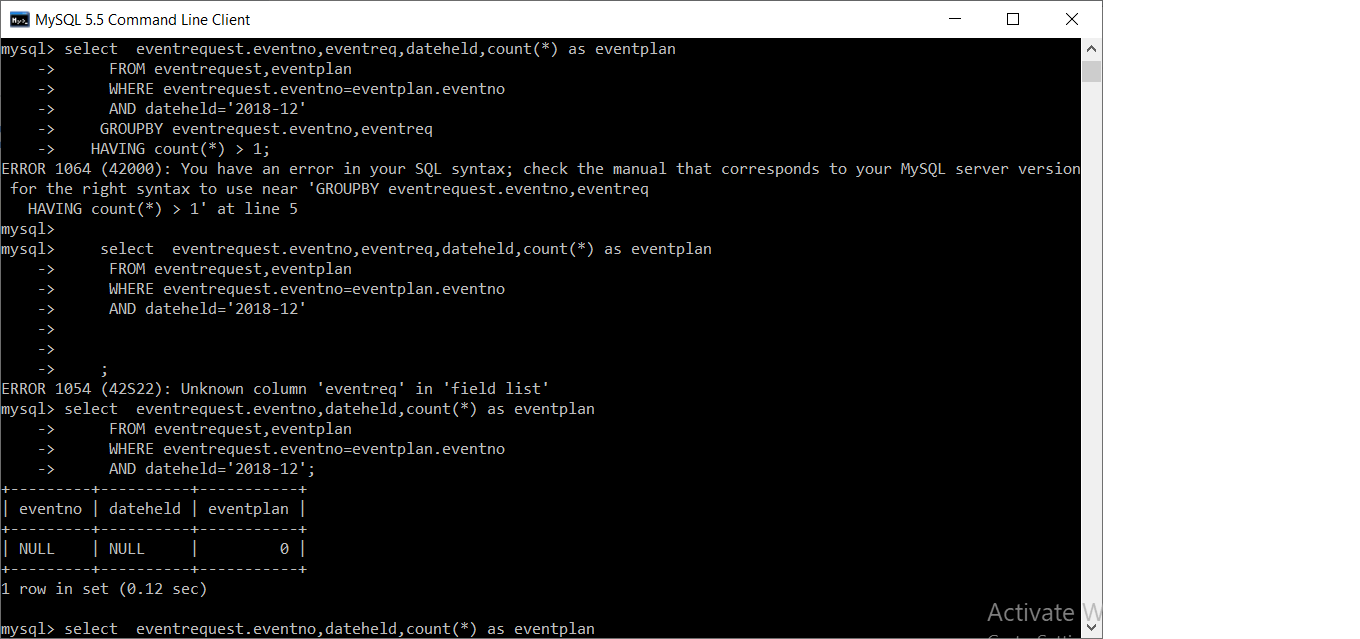 MySQL 5.5 Command Line Client
mysql> select  eventrequest.eventno,eventreq,dateheld,count(*) as eventplan
    ->      FROM eventrequest,eventplan
    ->      WHERE eventrequest.eventno=eventplan.eventno
    ->      AND dateheld='2018-12'
    ->     GROUPBY eventrequest.eventno,eventreq
    ->    HAVING count(*) > 1;
ERROR 1064 (42000): You have an error in your SQL syntax; check the manual that corresponds to your MySQL server version
 for the right syntax to use near 'GROUPBY eventrequest.eventno,eventreq
   HAVING count(*) > 1' at line 5
mysql>
mysql>     select  eventrequest.eventno,eventreq,dateheld,count(*) as eventplan
    ->      FROM eventrequest,eventplan
    ->      WHERE eventrequest.eventno=eventplan.eventno
    ->      AND dateheld='2018-12'
    ->
    ->
    ->     ;
ERROR 1054 (42S22): Unknown column 'eventreq' in 'field list'
mysql> select  eventrequest.eventno,dateheld,count(*) as eventplan
    ->      FROM eventrequest,eventplan
    ->      WHERE eventrequest.eventno=eventplan.eventno
    ->      AND dateheld='2018-12';
+---------+----------+-----------+
| eventno | dateheld | eventplan |
+---------+----------+-----------+
| NULL    | NULL     |         0 |
+---------+----------+-----------+
1 row in set (0.12 sec)
Activate W
mysql> select  eventrequest.eventno,dateheld,count(*) as eventplan